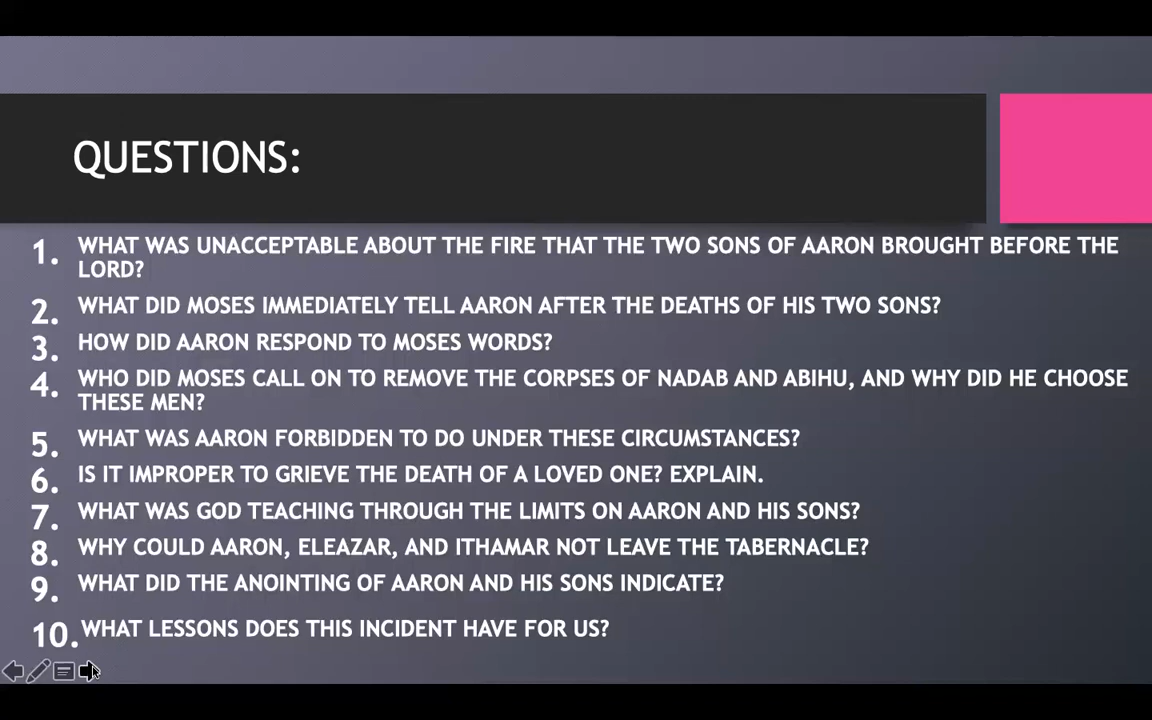 QUESTIONS:
1. WHAT WAS UNACCEPTABLE ABOUT THE FIRE THAT THE TWO SONS OF AARON BROUGHT BEFORE THE
LORD?
2. WHAT DID MOSES IMMEDIATELY TELL AARON AFTER THE DEATHS OF HIS TWO SONS?
3. HOW DID AARON RESPOND TO MOSES WORDS?
4. WHO DID MOSES CALL ON TO REMOVE THE CORPSES OF NADAB AND ABIHU, AND WHY DID HE CHOOSE
THESE MEN?
5. WHAT WAS AARON FORBIDDEN TO DO UNDER THESE CIRCUMSTANCES?
6. IS IT IMPROPER TO GRIEVE THE DEATH OF A LOVED ONE? EXPLAIN.
7. WHAT WAS GOD TEACHING THROUGH THE LIMITS ON AARON AND HIS SONS?
8. WHY COULD AARON, ELEAZAR, AND ITHAMAR NOT LEAVE THE TABERNACLE?
9. WHAT DID THE ANOINTING OF AARON AND HIS SONS INDICATE?
10. WHAT LESSONS DOES THIS INCIDENT HAVE FOR US?